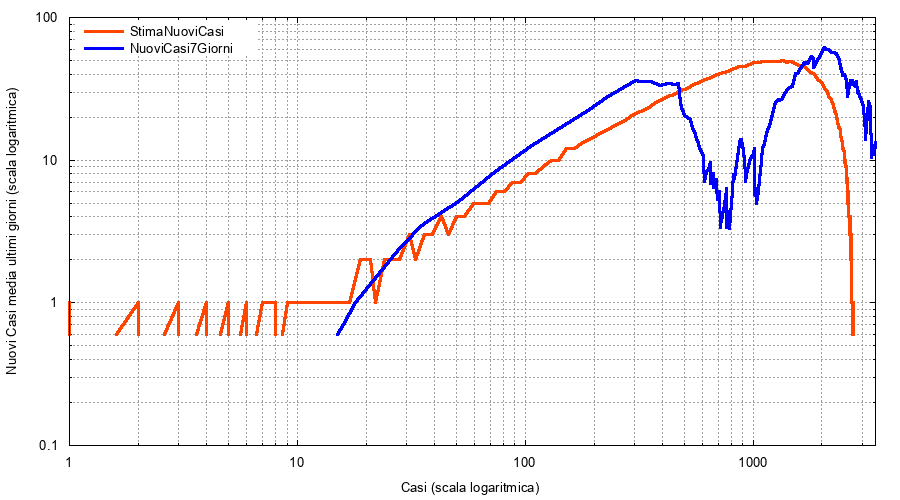 100
StimaNuoviCasi
NuoviCasi7Giorni
10
1
0.1
Nuovi Casi media ultimi giorni (scala logaritmica)
1
10
100
1000
Casi (scala logaritmica)